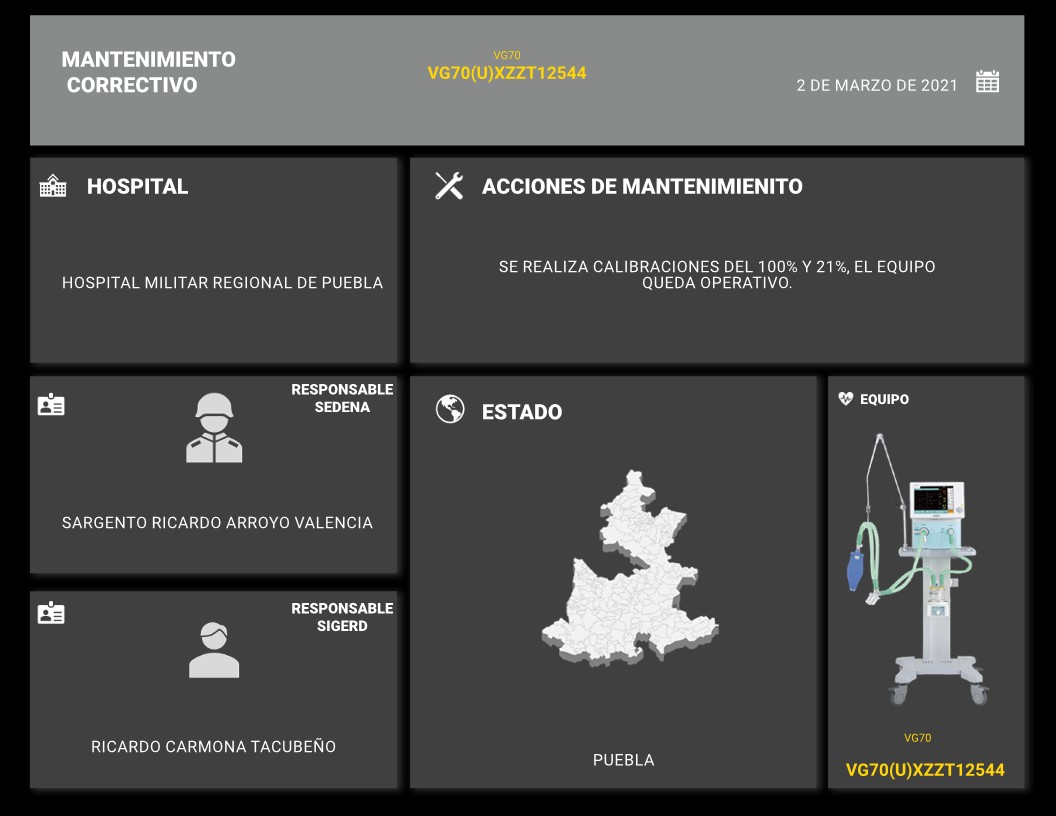 MANTENIMIENTO
CORRECTIVO
VG70
VG70(U)XZZT12544
2 DE MARZO DE 2021
HOSPITAL
HOSPITAL MILITAR REGIONAL DE PUEBLA
ACCIONES DE MANTENIMIENITO
SE REALIZA CALIBRACIONES DEL 100% Y 21%, EL EQUIPO
QUEDA OPERATIVO.
RESPONSABLE
SEDENA
SARGENTO RICARDO ARROYO VALENCIA
RESPONSABLE
SIGERD
RICARDO CARMONA TACUBEÑO
ESTADO
PUEBLA
EQUIPO
VG70
VG70(U)XZZT12544